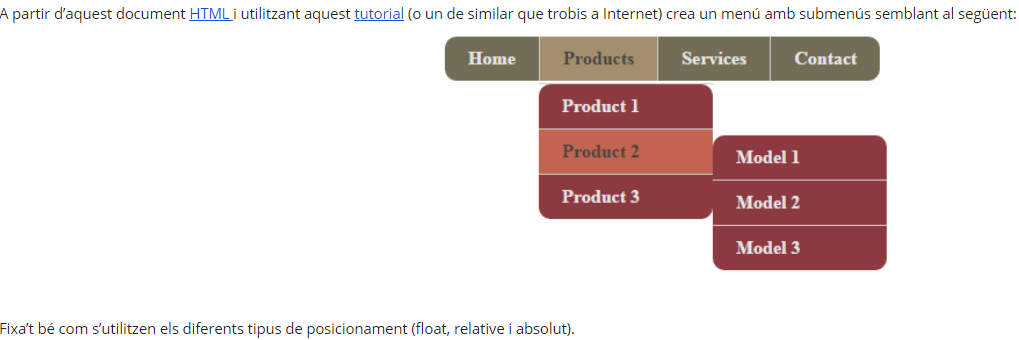 A partir d’aquest document HTML i utilitzant aquest tutorial (o un de similar que trobis a Internet) crea un menú amb submenús semblant al següent:
Home Products Services Contact
Product 1
Product 2 Model 1
Product 3 Model 2
Model 3
Fixa’t bé com s’utilitzen els diferents tipus de posicionament (float, relative i absolut).